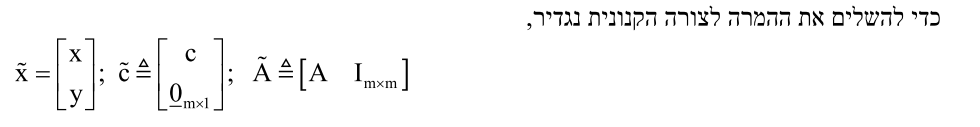 כדי להשלים את ההמרה לצורה הקנונית נגדיר,
x̃ = [x y]; c̃ ≜ [c 0_{m×1}]; Ã ≜ [A I_{m×m}]